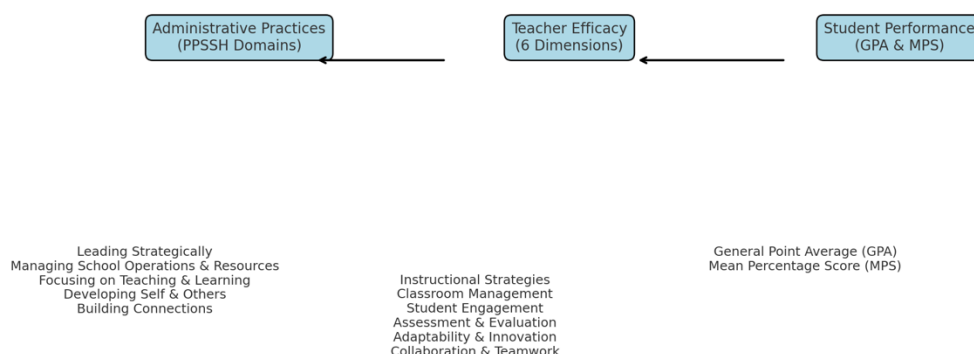 Administrative Practices
(PPSSH Domains)
Teacher Efficacy
(6 Dimensions)
Student Performance
(GPA & MPS)
Leading Strategically
Managing School Operations & Resources
Focusing on Teaching & Learning
Developing Self & Others
Building Connections
Instructional Strategies
Classroom Management
Student Engagement
Assessment & Evaluation
Adaptability & Innovation
Collaboration & Teamwork
General Point Average (GPA)
Mean Percentage Score (MPS)